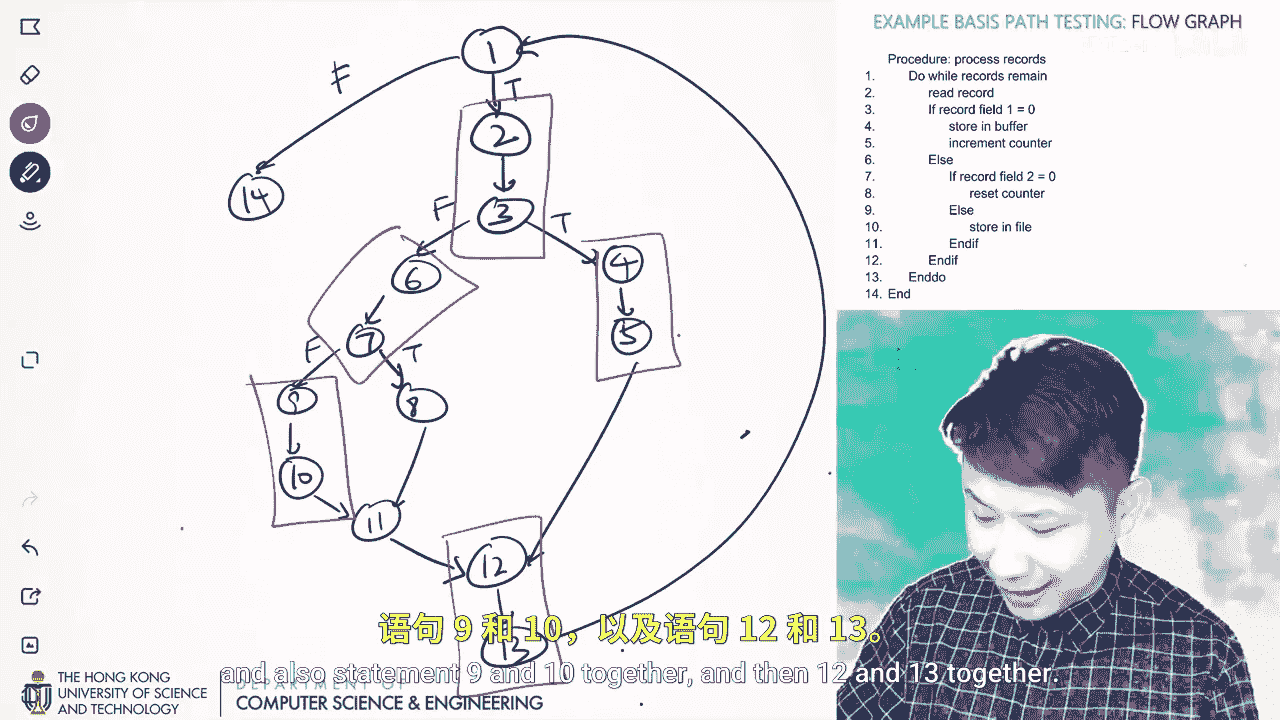 EXAMPLE BASIS PATH TESTING: FLOW GRAPH
Procedure: process records
1. Do while records remain
2. read record
3. If record field 1 = 0
4. store in buffer
5. increment counter
6. Else
7. If record field 2 = 0
8. reset counter
9. Else
10. store in file
11. Endif
12. Endif
13. Enddo
14. End
1
F
T
2
14
3
F
T
4
6
5
7
F
T
9
8
10
11
12
13
语句 9 和 10，以及语句 12 和 13。
and also statement 9 and 10 together, and then 12 and 13 together.
THE HONG KONG
UNIVERSITY OF SCIENCE
AND TECHNOLOGY
DEPARTMENT OF
COMPUTER SCIENCE & ENGINEERING